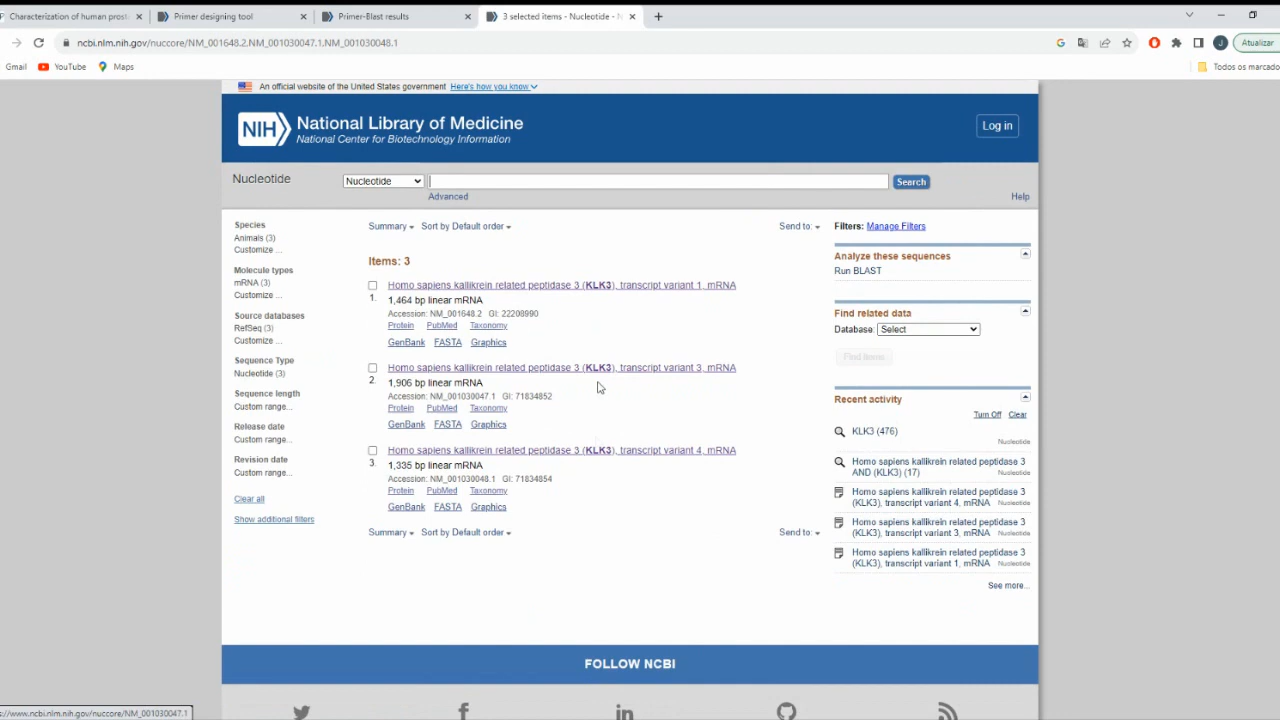 Characterization of human prost
Primer designing tool
Primer-Blast results
3 selected items - Nucleotide - N
ncbi.nlm.nih.gov/nuccore/NM_001648.2,NM_001030047.1,NM_001030048.1
J
Atualizar
Gmail
YouTube
Maps
Todos os marcado
An official website of the United States government Here's how you know
NIH National Library of Medicine
National Center for Biotechnology Information
Log in
Nucleotide
Nucleotide
Search
Advanced
Help
Species
Animals (3)
Customize ...
Molecule types
mRNA (3)
Customize ...
Source databases
RefSeq (3)
Customize ...
Sequence Type
Nucleotide (3)
Sequence length
Custom range...
Release date
Custom range...
Revision date
Custom range...
Clear all
Show additional filters
Summary Sort by Default order
Send to:
Items: 3
Homo sapiens kallikrein related peptidase 3 (KLK3), transcript variant 1, mRNA
1. 1,464 bp linear mRNA
Accession: NM_001648.2 GI: 22208990
Protein PubMed Taxonomy
GenBank FASTA Graphics
Homo sapiens kallikrein related peptidase 3 (KLK3), transcript variant 3, mRNA
2. 1,906 bp linear mRNA
Accession: NM_001030047.1 GI: 71834852
Protein PubMed Taxonomy
GenBank FASTA Graphics
Homo sapiens kallikrein related peptidase 3 (KLK3), transcript variant 4, mRNA
3. 1,335 bp linear mRNA
Accession: NM_001030048.1 GI: 71834854
Protein PubMed Taxonomy
GenBank FASTA Graphics
Summary Sort by Default order
Send to:
Filters: Manage Filters
Analyze these sequences
Run BLAST
Find related data
Database: Select
Find items
Recent activity
Turn Off Clear
KLK3 (476)
Nucleotide
Homo sapiens kallikrein related peptidase 3
AND (KLK3) (17)
Nucleotide
Homo sapiens kallikrein related peptidase 3
(KLK3), transcript variant 4, mRNA Nucleotide
Homo sapiens kallikrein related peptidase 3
(KLK3), transcript variant 3, mRNA Nucleotide
Homo sapiens kallikrein related peptidase 3
(KLK3), transcript variant 1, mRNA Nucleotide
See more...
FOLLOW NCBI
s://www.ncbi.nlm.nih.gov/nuccore/NM_001030047.1